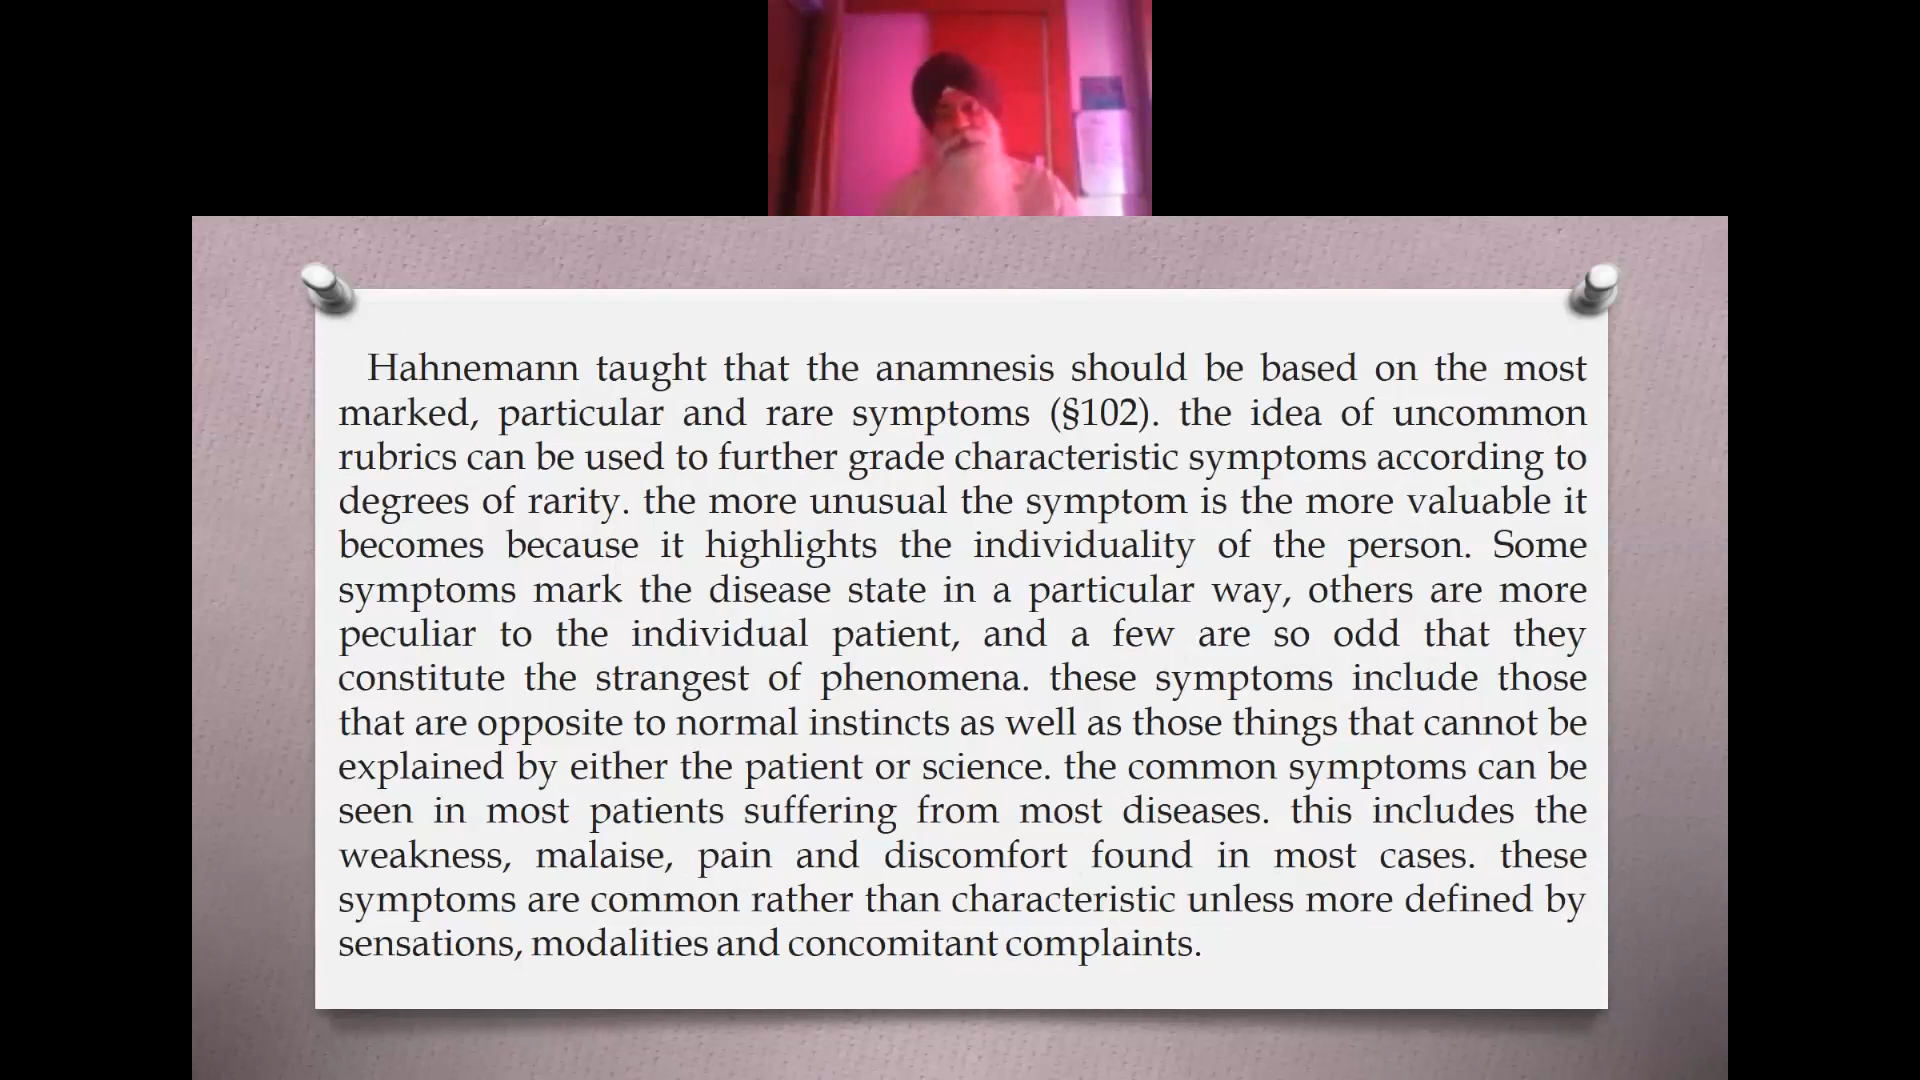 Hahnemann taught that the anamnesis should be based on the most
marked, particular and rare symptoms (§102). the idea of uncommon
rubrics can be used to further grade characteristic symptoms according to
degrees of rarity. the more unusual the symptom is the more valuable it
becomes because it highlights the individuality of the person. Some
symptoms mark the disease state in a particular way, others are more
peculiar to the individual patient, and a few are so odd that they
constitute the strangest of phenomena. these symptoms include those
that are opposite to normal instincts as well as those things that cannot be
explained by either the patient or science. the common symptoms can be
seen in most patients suffering from most diseases. this includes the
weakness, malaise, pain and discomfort found in most cases. these
symptoms are common rather than characteristic unless more defined by
sensations, modalities and concomitant complaints.